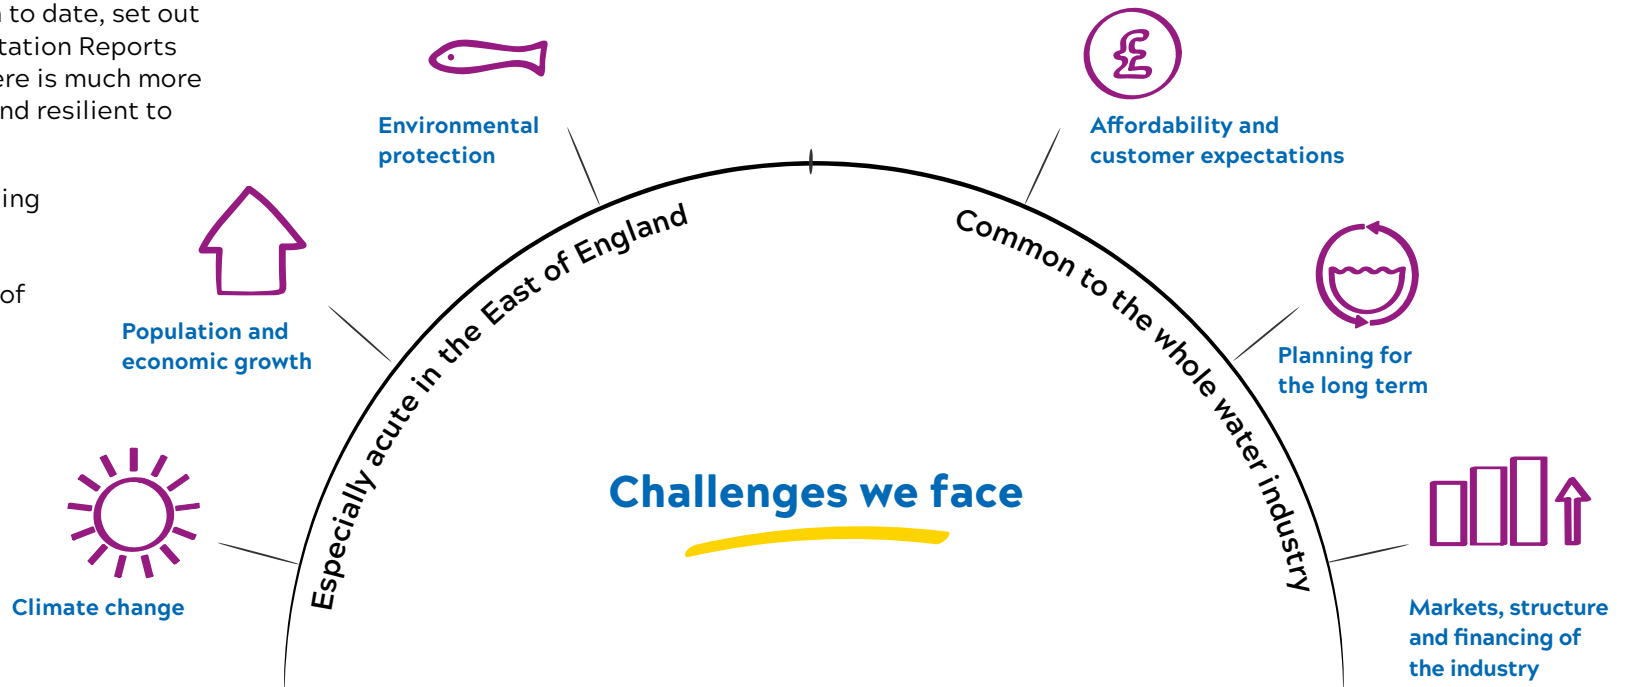 to date, set out
tation Reports
ere is much more
nd resilient to
ing
of
Environmental
protection
£
Affordability and
customer expectations
Population and
economic growth
Planning for
the long term
Especially acute in the East of England
Common to the whole water industry
Challenges we face
Climate change
Markets, structure
and financing of
the industry